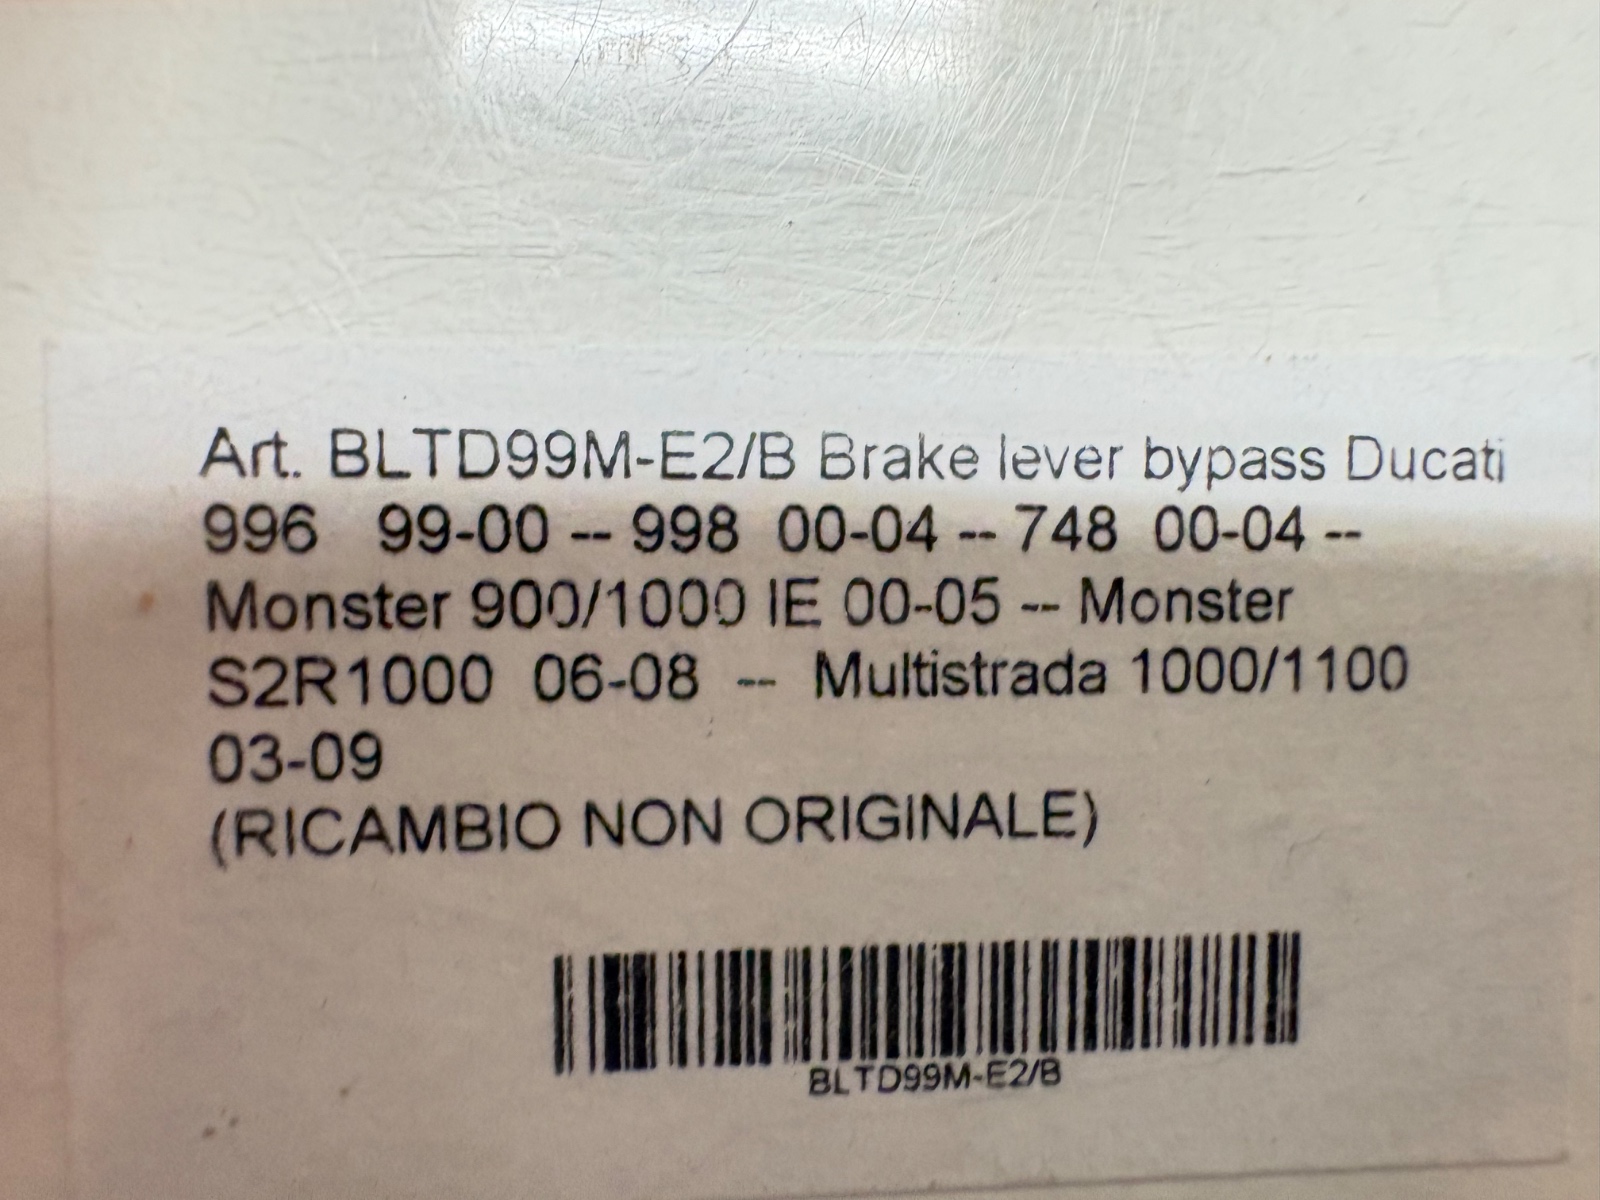 Art. BLTD99M-E2/B Brake lever bypass Ducati
996 99-00 -- 998 00-04 -- 748 00-04 --
Monster 900/1000 IE 00-05 -- Monster
S2R1000 06-08 -- Multistrada 1000/1100
03-09
(RICAMBIO NON ORIGINALE)
BLTD99M-E2/B